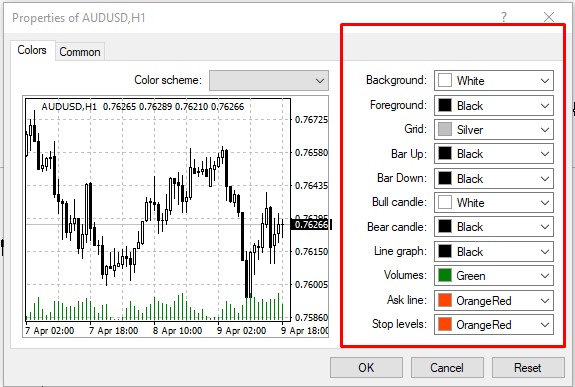 Properties of AUDUSD,H1
? ×
Colors Common
Color scheme:
AUDUSD,H1 0.76265 0.76289 0.76210 0.76266
0.76725
0.76580
0.76435
0.76295
0.76266
0.76150
0.76005
0.75860
7 Apr 02:00 7 Apr 18:00 8 Apr 10:00 9 Apr 02:00 9 Apr 18:00
Background: White
Foreground: Black
Grid: Silver
Bar Up: Black
Bar Down: Black
Bull candle: White
Bear candle: Black
Line graph: Black
Volumes: Green
Ask line: OrangeRed
Stop levels: OrangeRed
OK Cancel Reset